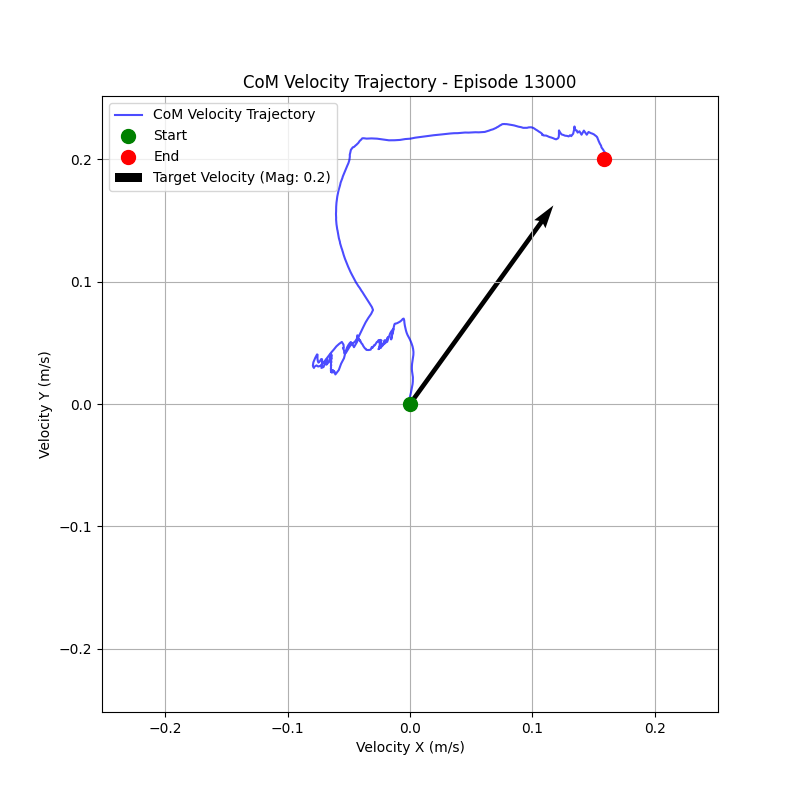 CoM Velocity Trajectory - Episode 13000
CoM Velocity Trajectory
Start
End
Target Velocity (Mag: 0.2)
0.2
0.1
0.0
−0.1
−0.2
Velocity Y (m/s)
−0.2
−0.1
0.0
0.1
0.2
Velocity X (m/s)